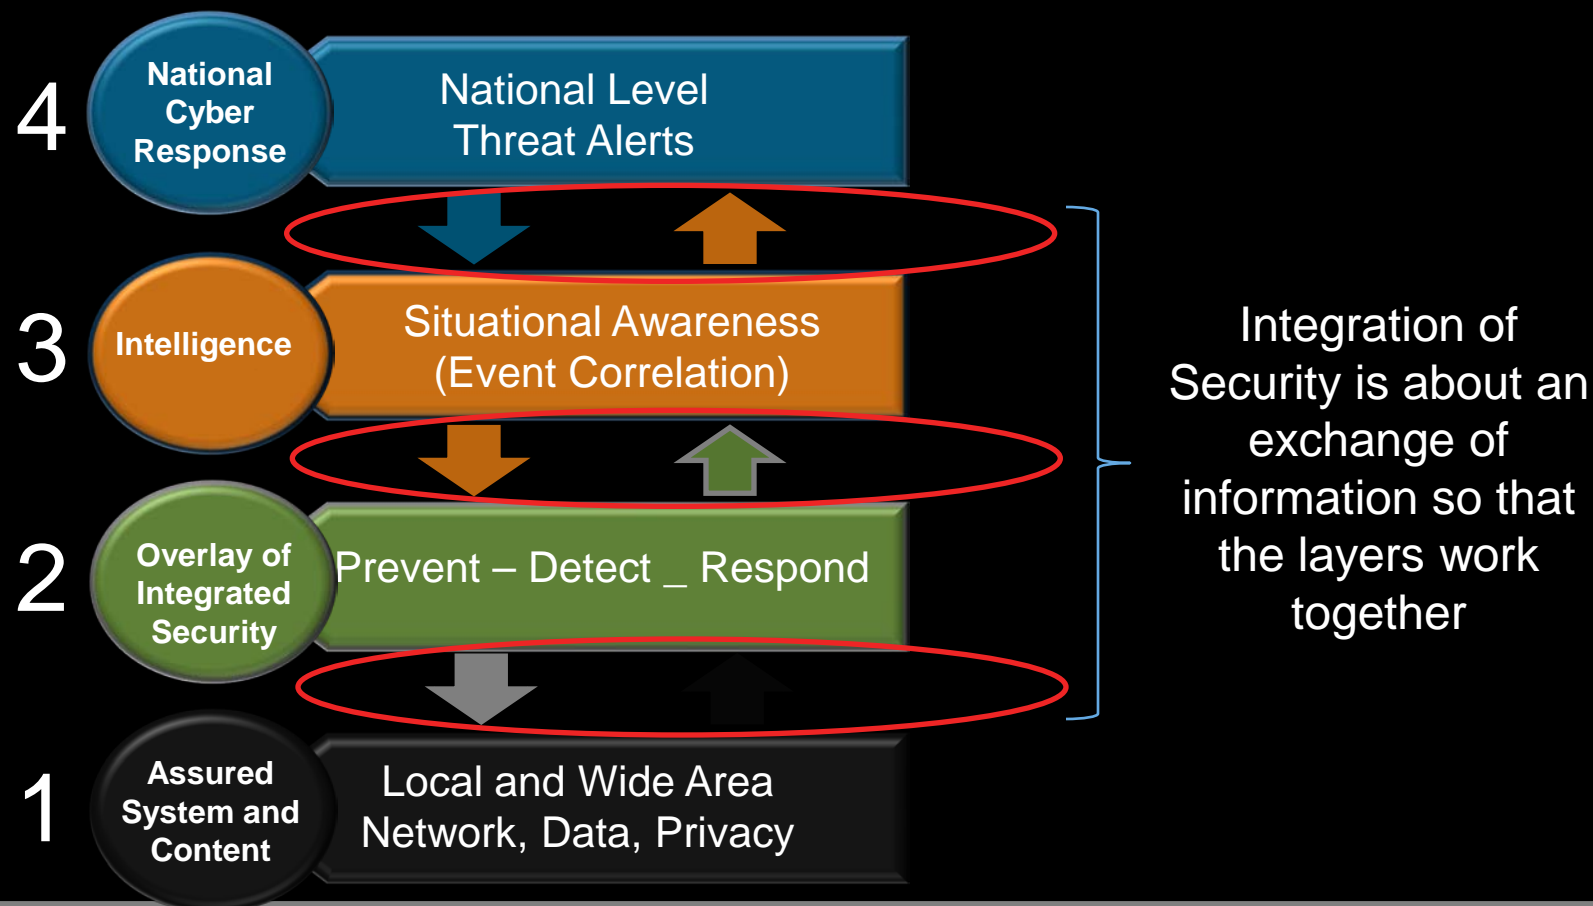 4
National
Cyber
Response
National Level
Threat Alerts
3
Intelligence
Situational Awareness
(Event Correlation)
2
Overlay of
Integrated
Security
Prevent – Detect _ Respond
1
Assured
System and
Content
Local and Wide Area
Network, Data, Privacy
Integration of
Security is about an
exchange of
information so that
the layers work
together